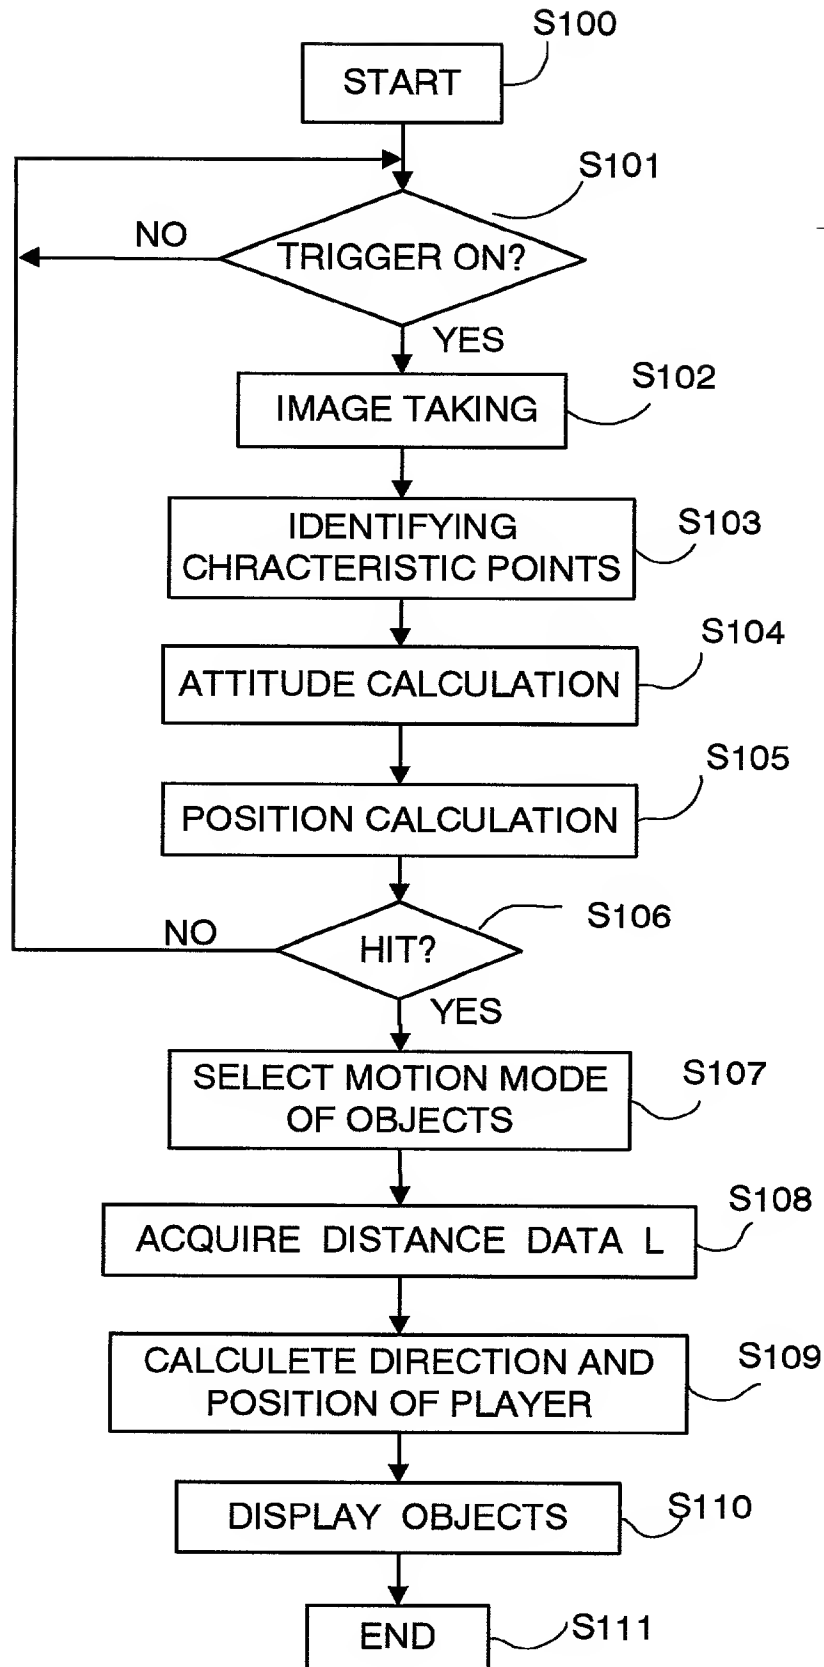 S100
START
S101
NO
TRIGGER ON?
YES
S102
IMAGE TAKING
S103
IDENTIFYING
CHRACTERISTIC POINTS
S104
ATTITUDE CALCULATION
S105
POSITION CALCULATION
S106
NO
HIT?
YES
S107
SELECT MOTION MODE
OF OBJECTS
S108
ACQUIRE DISTANCE DATA L
S109
CALCULETE DIRECTION AND
POSITION OF PLAYER
S110
DISPLAY OBJECTS
S111
END